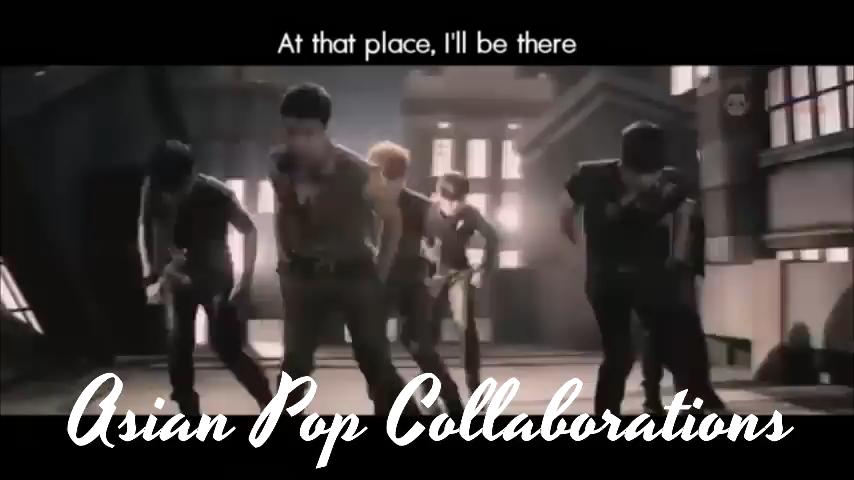 At that place, I'll be there
Asian Pop Collaborations